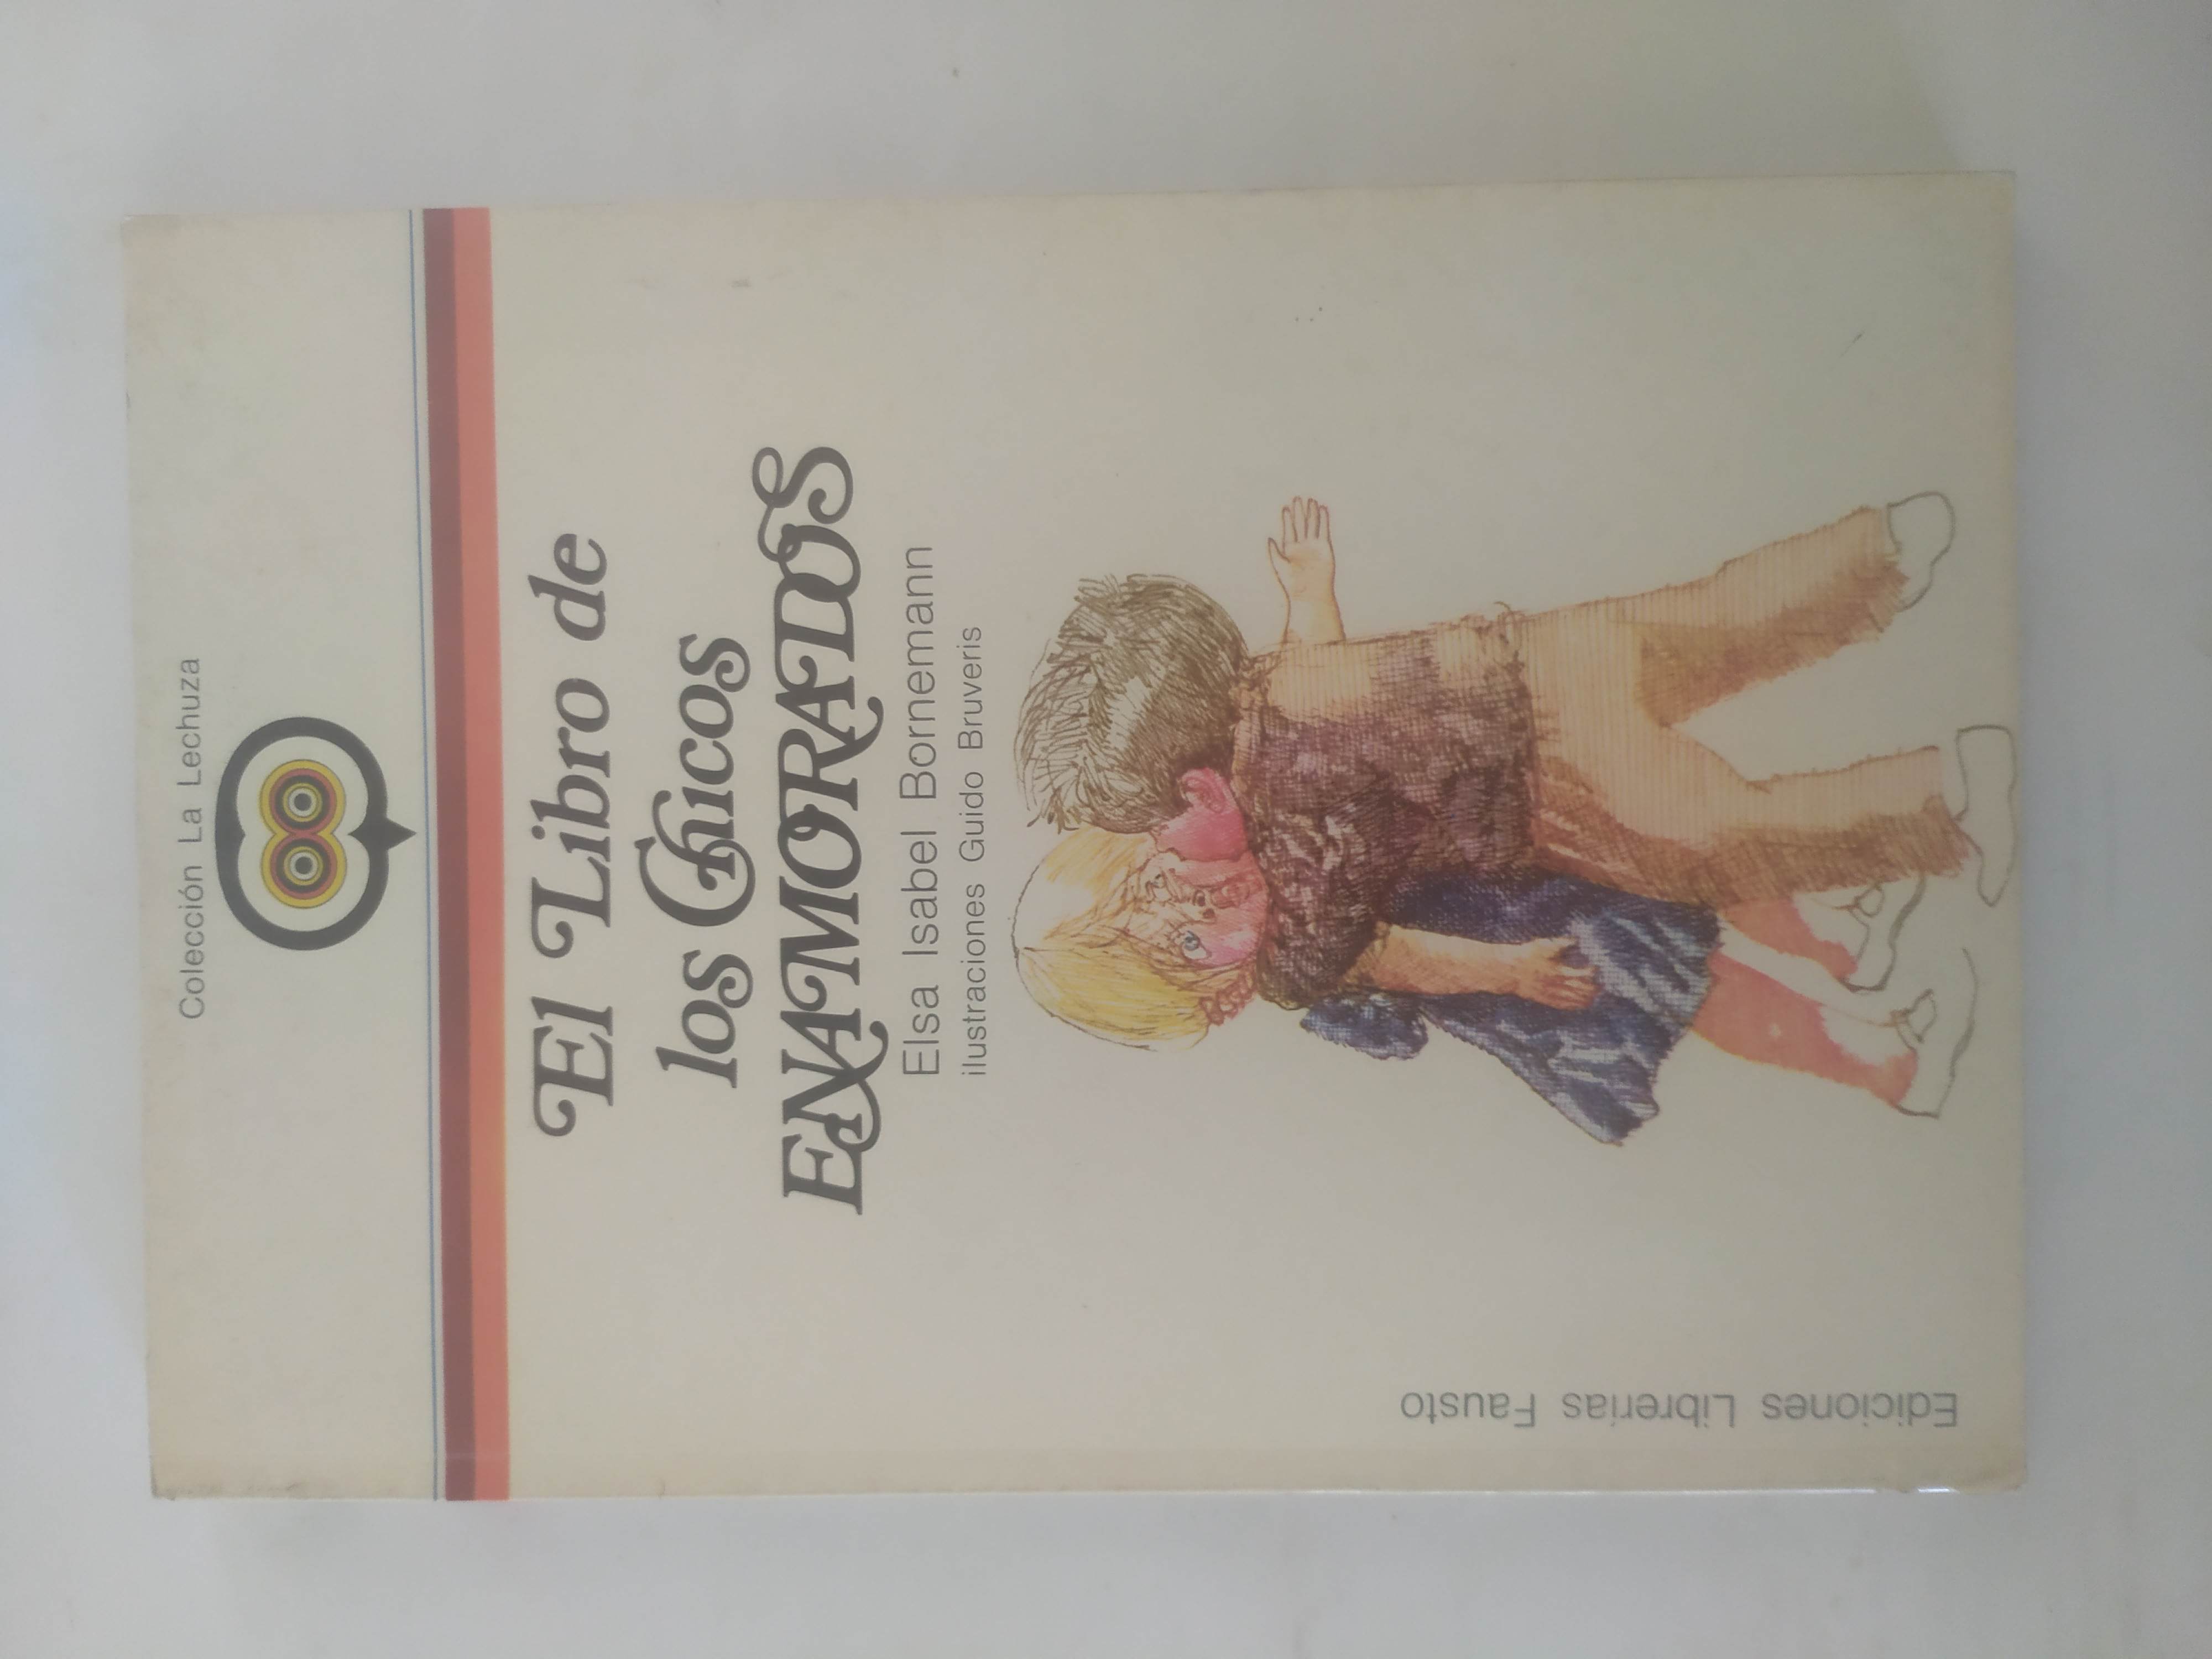 Colección La Lechuza
El Libro de
los Chicos
ENAMORADOS
Elsa Isabel Bornemann
ilustraciones Guido Bruveris
Ediciones Librerías Fausto